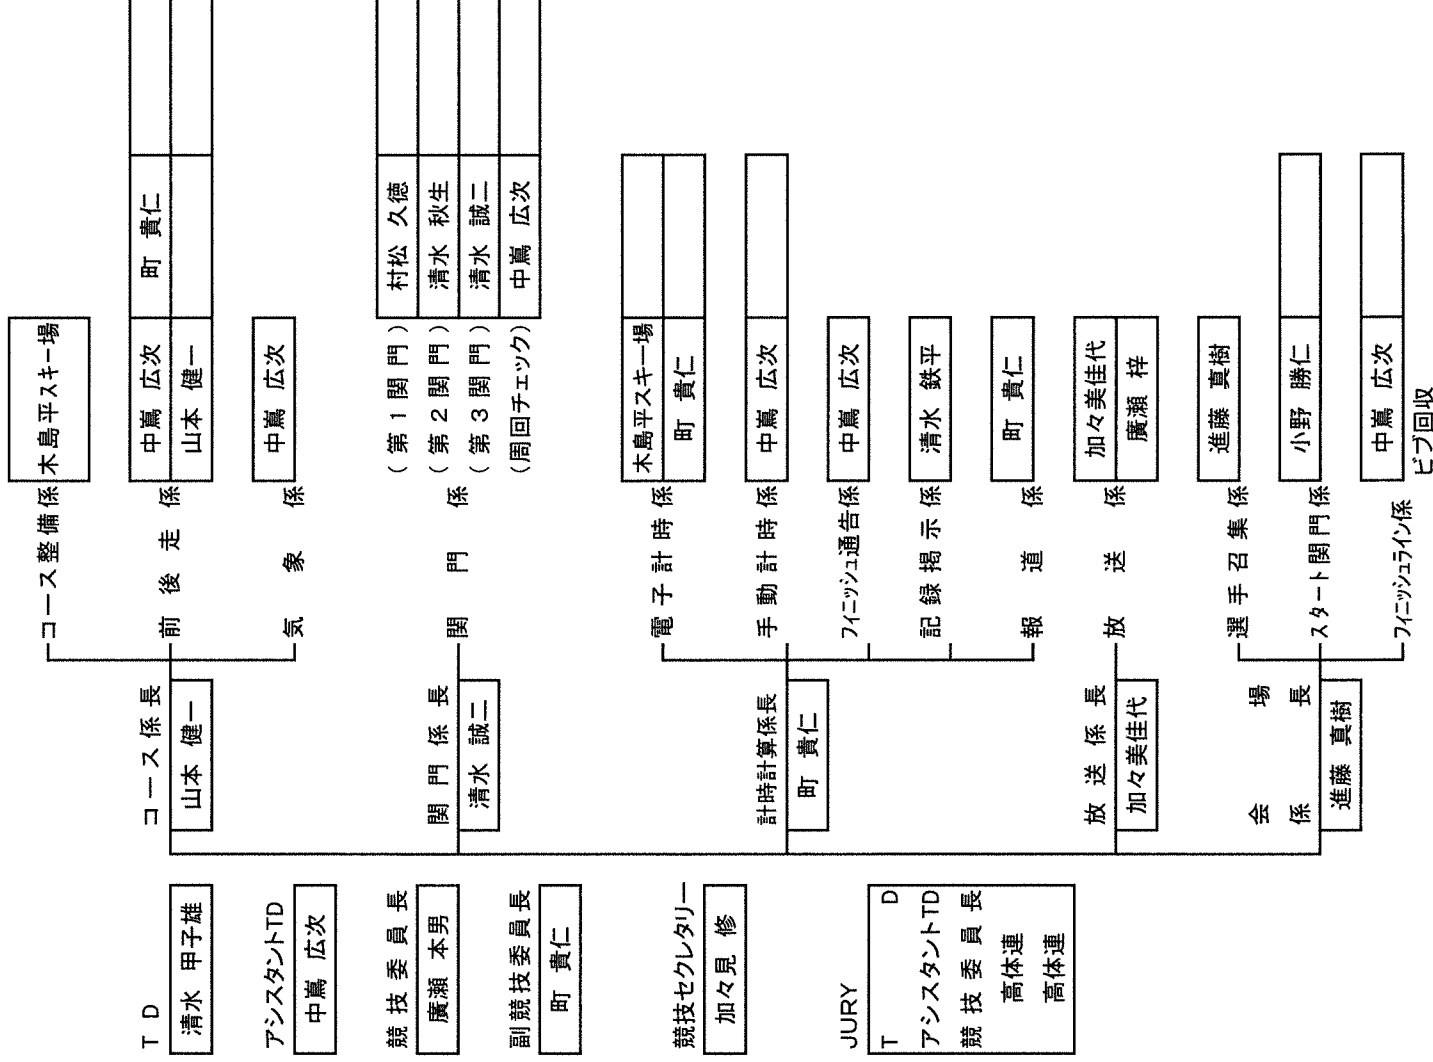 T D
清水 甲子雄
アシスタントTD
中嶌 広次
競技委員長
廣瀬 本男
副競技委員長
町 貴仁
競技セクレタリー
加々見 修
JURY
T D
アシスタントTD
競技委員長
高体連
高体連
コース係長
山本 健一
コース整備係
木島平スキー場
前後走係
中嶌 広次
町 貴仁
山本 健一
気象係
中嶌 広次
関門係長
清水 誠二
関門係
(第1関門)
村松 久徳
(第2関門)
清水 秋生
(第3関門)
清水 誠二
(周回チェック)
中嶌 広次
計時計算係長
町 貴仁
電子計時係
木島平スキー場
町 貴仁
手動計時係
中嶌 広次
フィニッシュ通告係
中嶌 広次
記録掲示係
清水 鉄平
報道係
町 貴仁
放送係長
加々美佳代
放送係
加々美佳代
廣瀬 梓
会場
係長
進藤 真樹
選手召集係
進藤 真樹
スタート関門係
小野 勝仁
フィニッシュライン係
中嶌 広次
ビブ回収